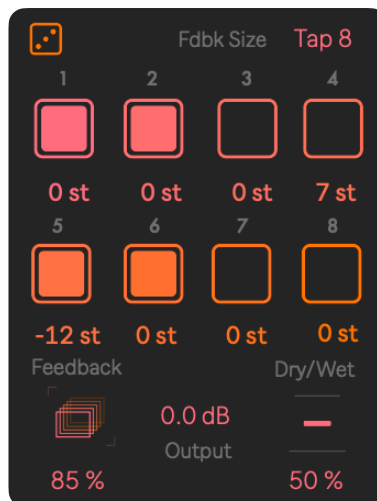 Fdbk Size Tap 8
1 2 3 4
0 st 0 st 0 st 7 st
5 6 7 8
-12 st 0 st 0 st 0 st
Feedback Dry/Wet
0.0 dB
Output
85 % 50 %